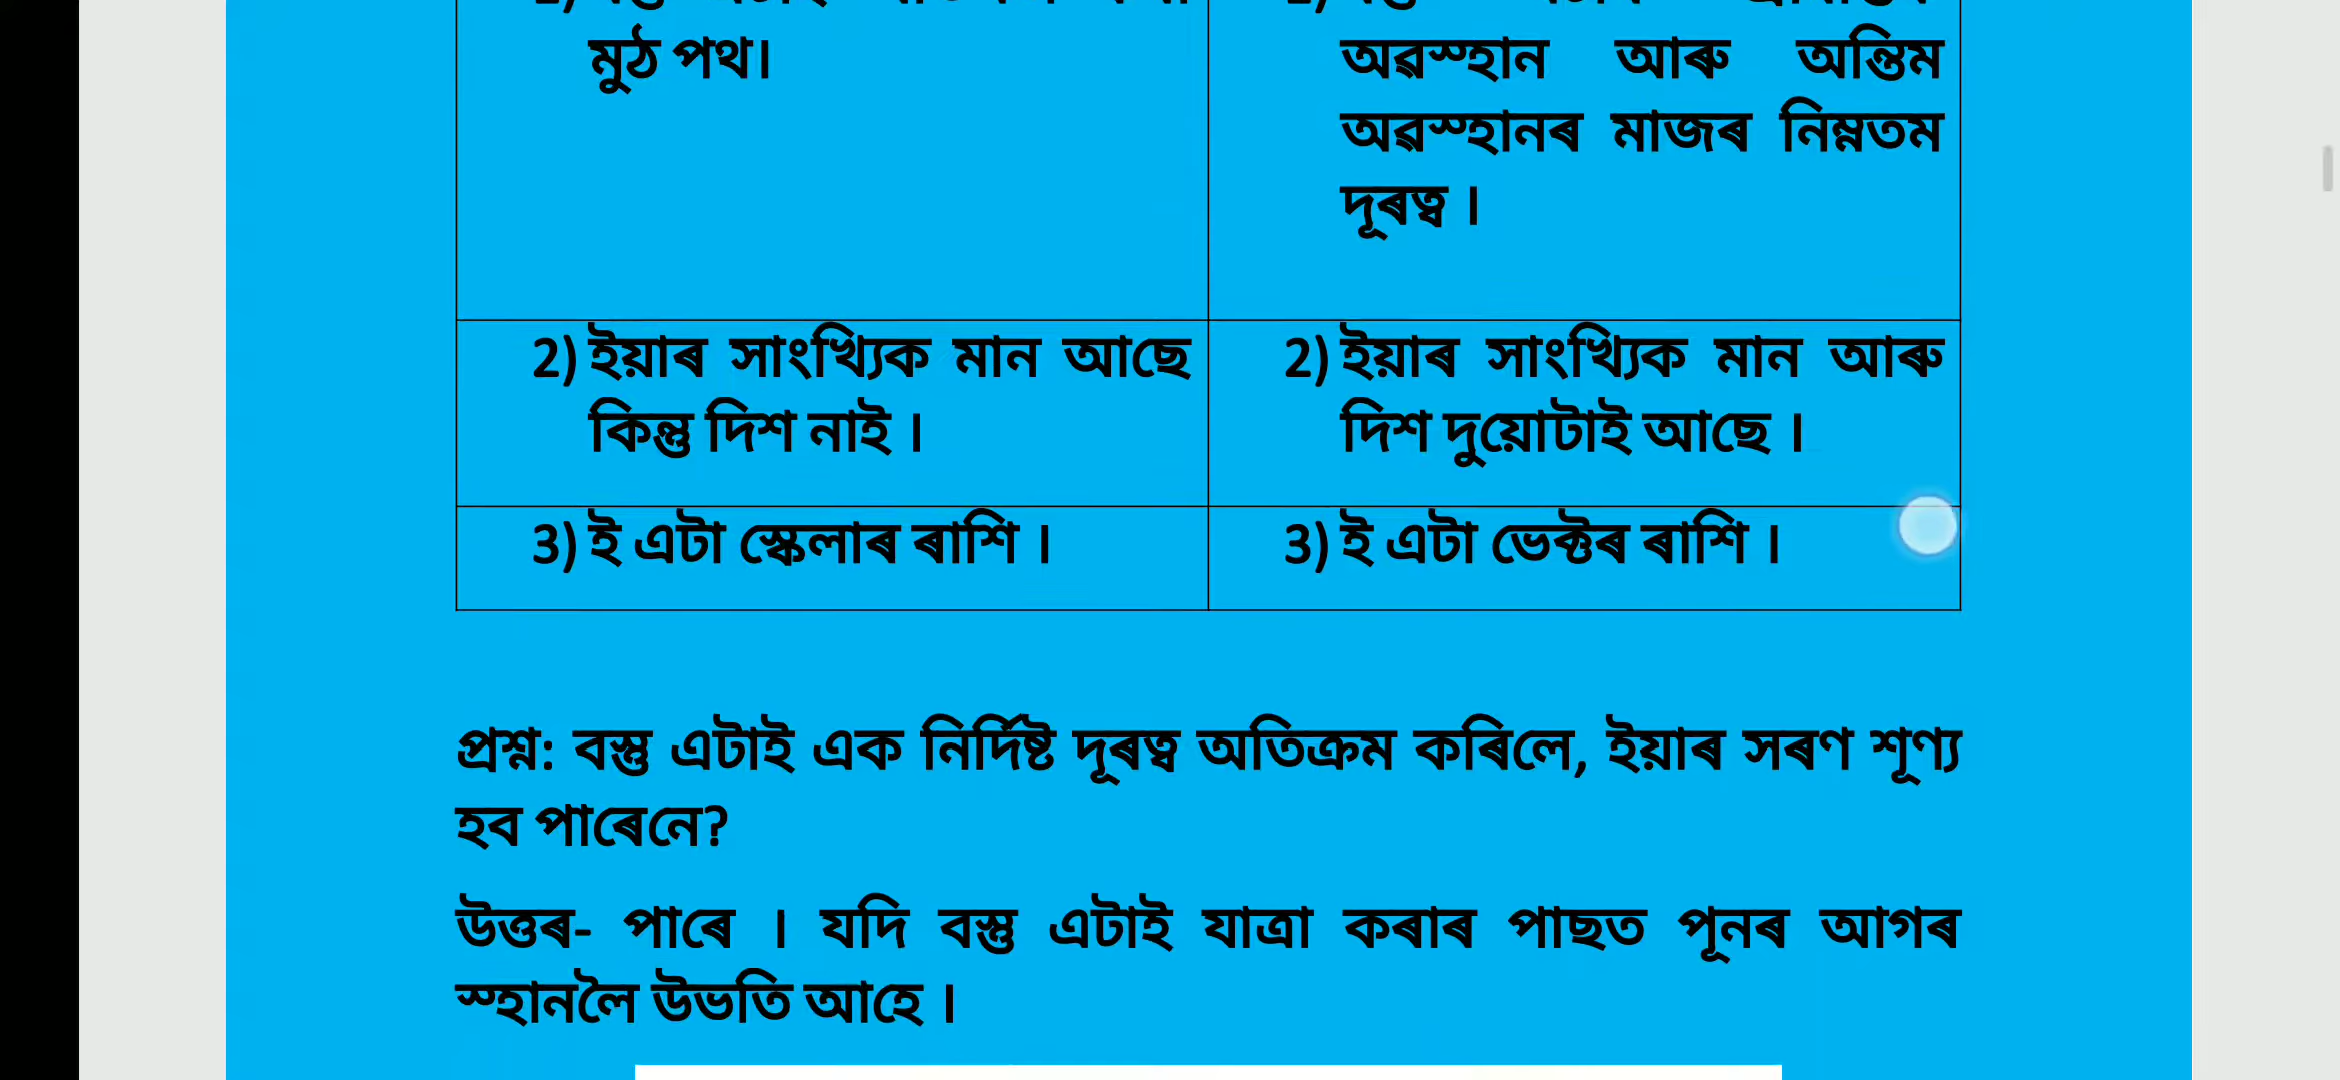 মুঠ পথ।
অৱস্হান আৰু অন্তিম
অৱস্হানৰ মাজৰ নিম্নতম
দূৰত্ব ।
2) ইয়াৰ সাংখ্যিক মান আছে
কিন্তু দিশ নাই ।
2) ইয়াৰ সাংখ্যিক মান আৰু
দিশ দুয়োটাই আছে ।
3) ই এটা স্কেলাৰ ৰাশি ।
3) ই এটা ভেক্টৰ ৰাশি ।
প্ৰশ্ন: বস্তু এটাই এক নিৰ্দিষ্ট দূৰত্ব অতিক্ৰম কৰিলে, ইয়াৰ সৰণ শূণ্য
হব পাৰেনে?
উত্তৰ- পাৰে । যদি বস্তু এটাই যাত্ৰা কৰাৰ পাছত পূনৰ আগৰ
স্হানলৈ উভতি আহে ।